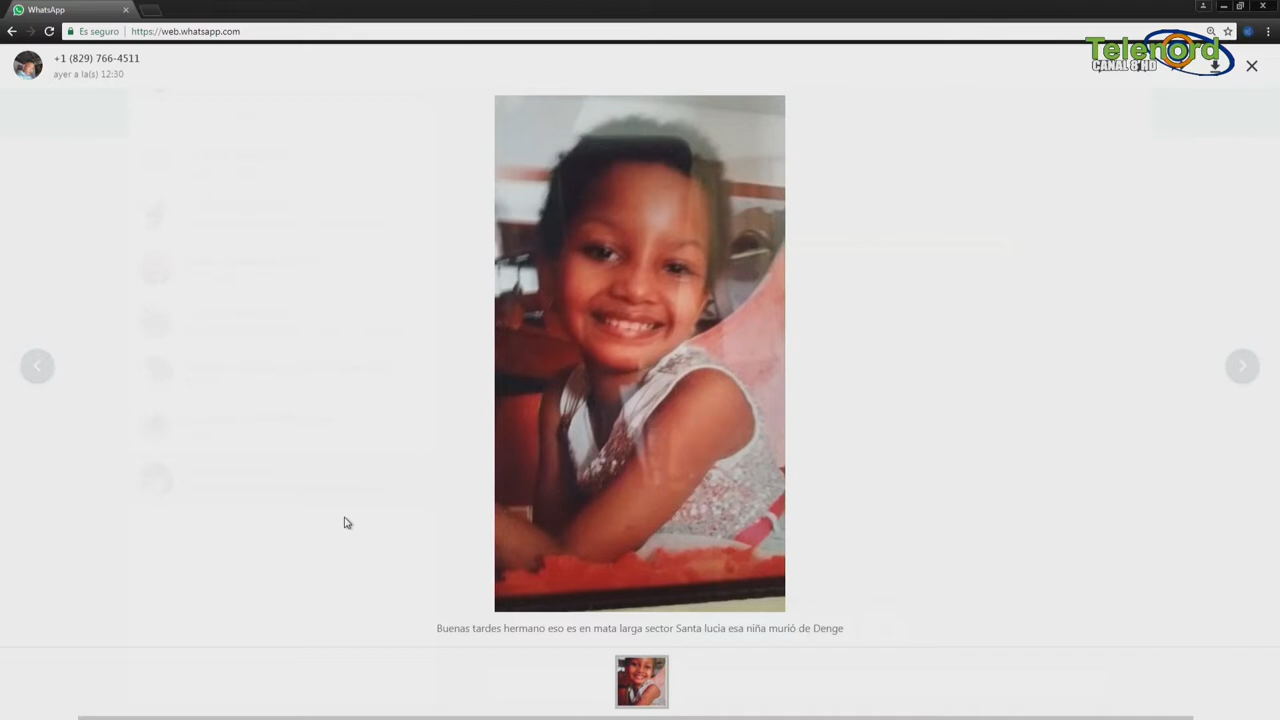 WhatsApp
Es seguro
https://web.whatsapp.com
Telenord
CANAL 8 HD
+1 (829) 766-4511
ayer a la(s) 12:30
Buenas tardes hermano eso es en mata larga sector Santa lucia esa niña murió de Denge